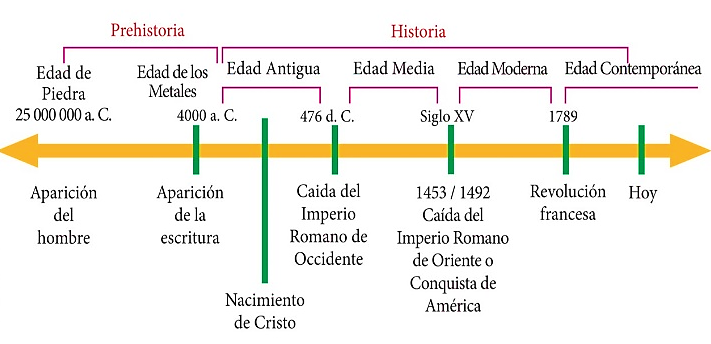 Prehistoria
Historia
Edad de
Piedra
25 000 000 a. C.
Edad de los
Metales
4000 a. C.
Edad Antigua
476 d. C.
Edad Media
Siglo XV
Edad Moderna
1789
Edad Contemporánea
Aparición
del
hombre
Aparición
de la
escritura
Nacimiento
de Cristo
Caida del
Imperio
Romano de
Occidente
1453 / 1492
Caída del
Imperio Romano
de Oriente o
Conquista de
América
Revolución
francesa
Hoy